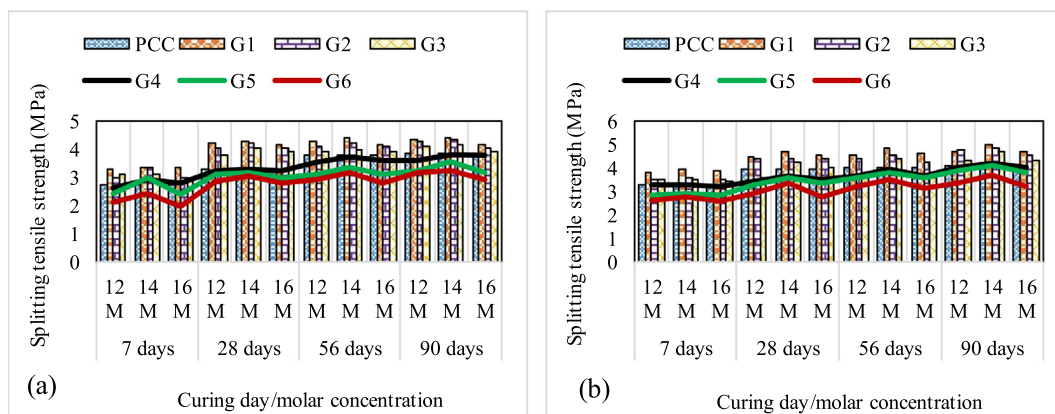 PCC G1 G2 G3
G4 G5 G6
Splitting tensile strength (MPa)
5
4
3
2
1
0
12 M 14 M 16 M 12 M 14 M 16 M 12 M 14 M 16 M 12 M 14 M 16 M
7 days 28 days 56 days 90 days
(a)
Curing day/molar concentration
PCC G1 G2 G3
G4 G5 G6
Splitting tensile strength (MPa)
6
5
4
3
2
1
0
12 M 14 M 16 M 12 M 14 M 16 M 12 M 14 M 16 M 12 M 14 M 16 M
7 days 28 days 56 days 90 days
(b)
Curing day/molar concentration